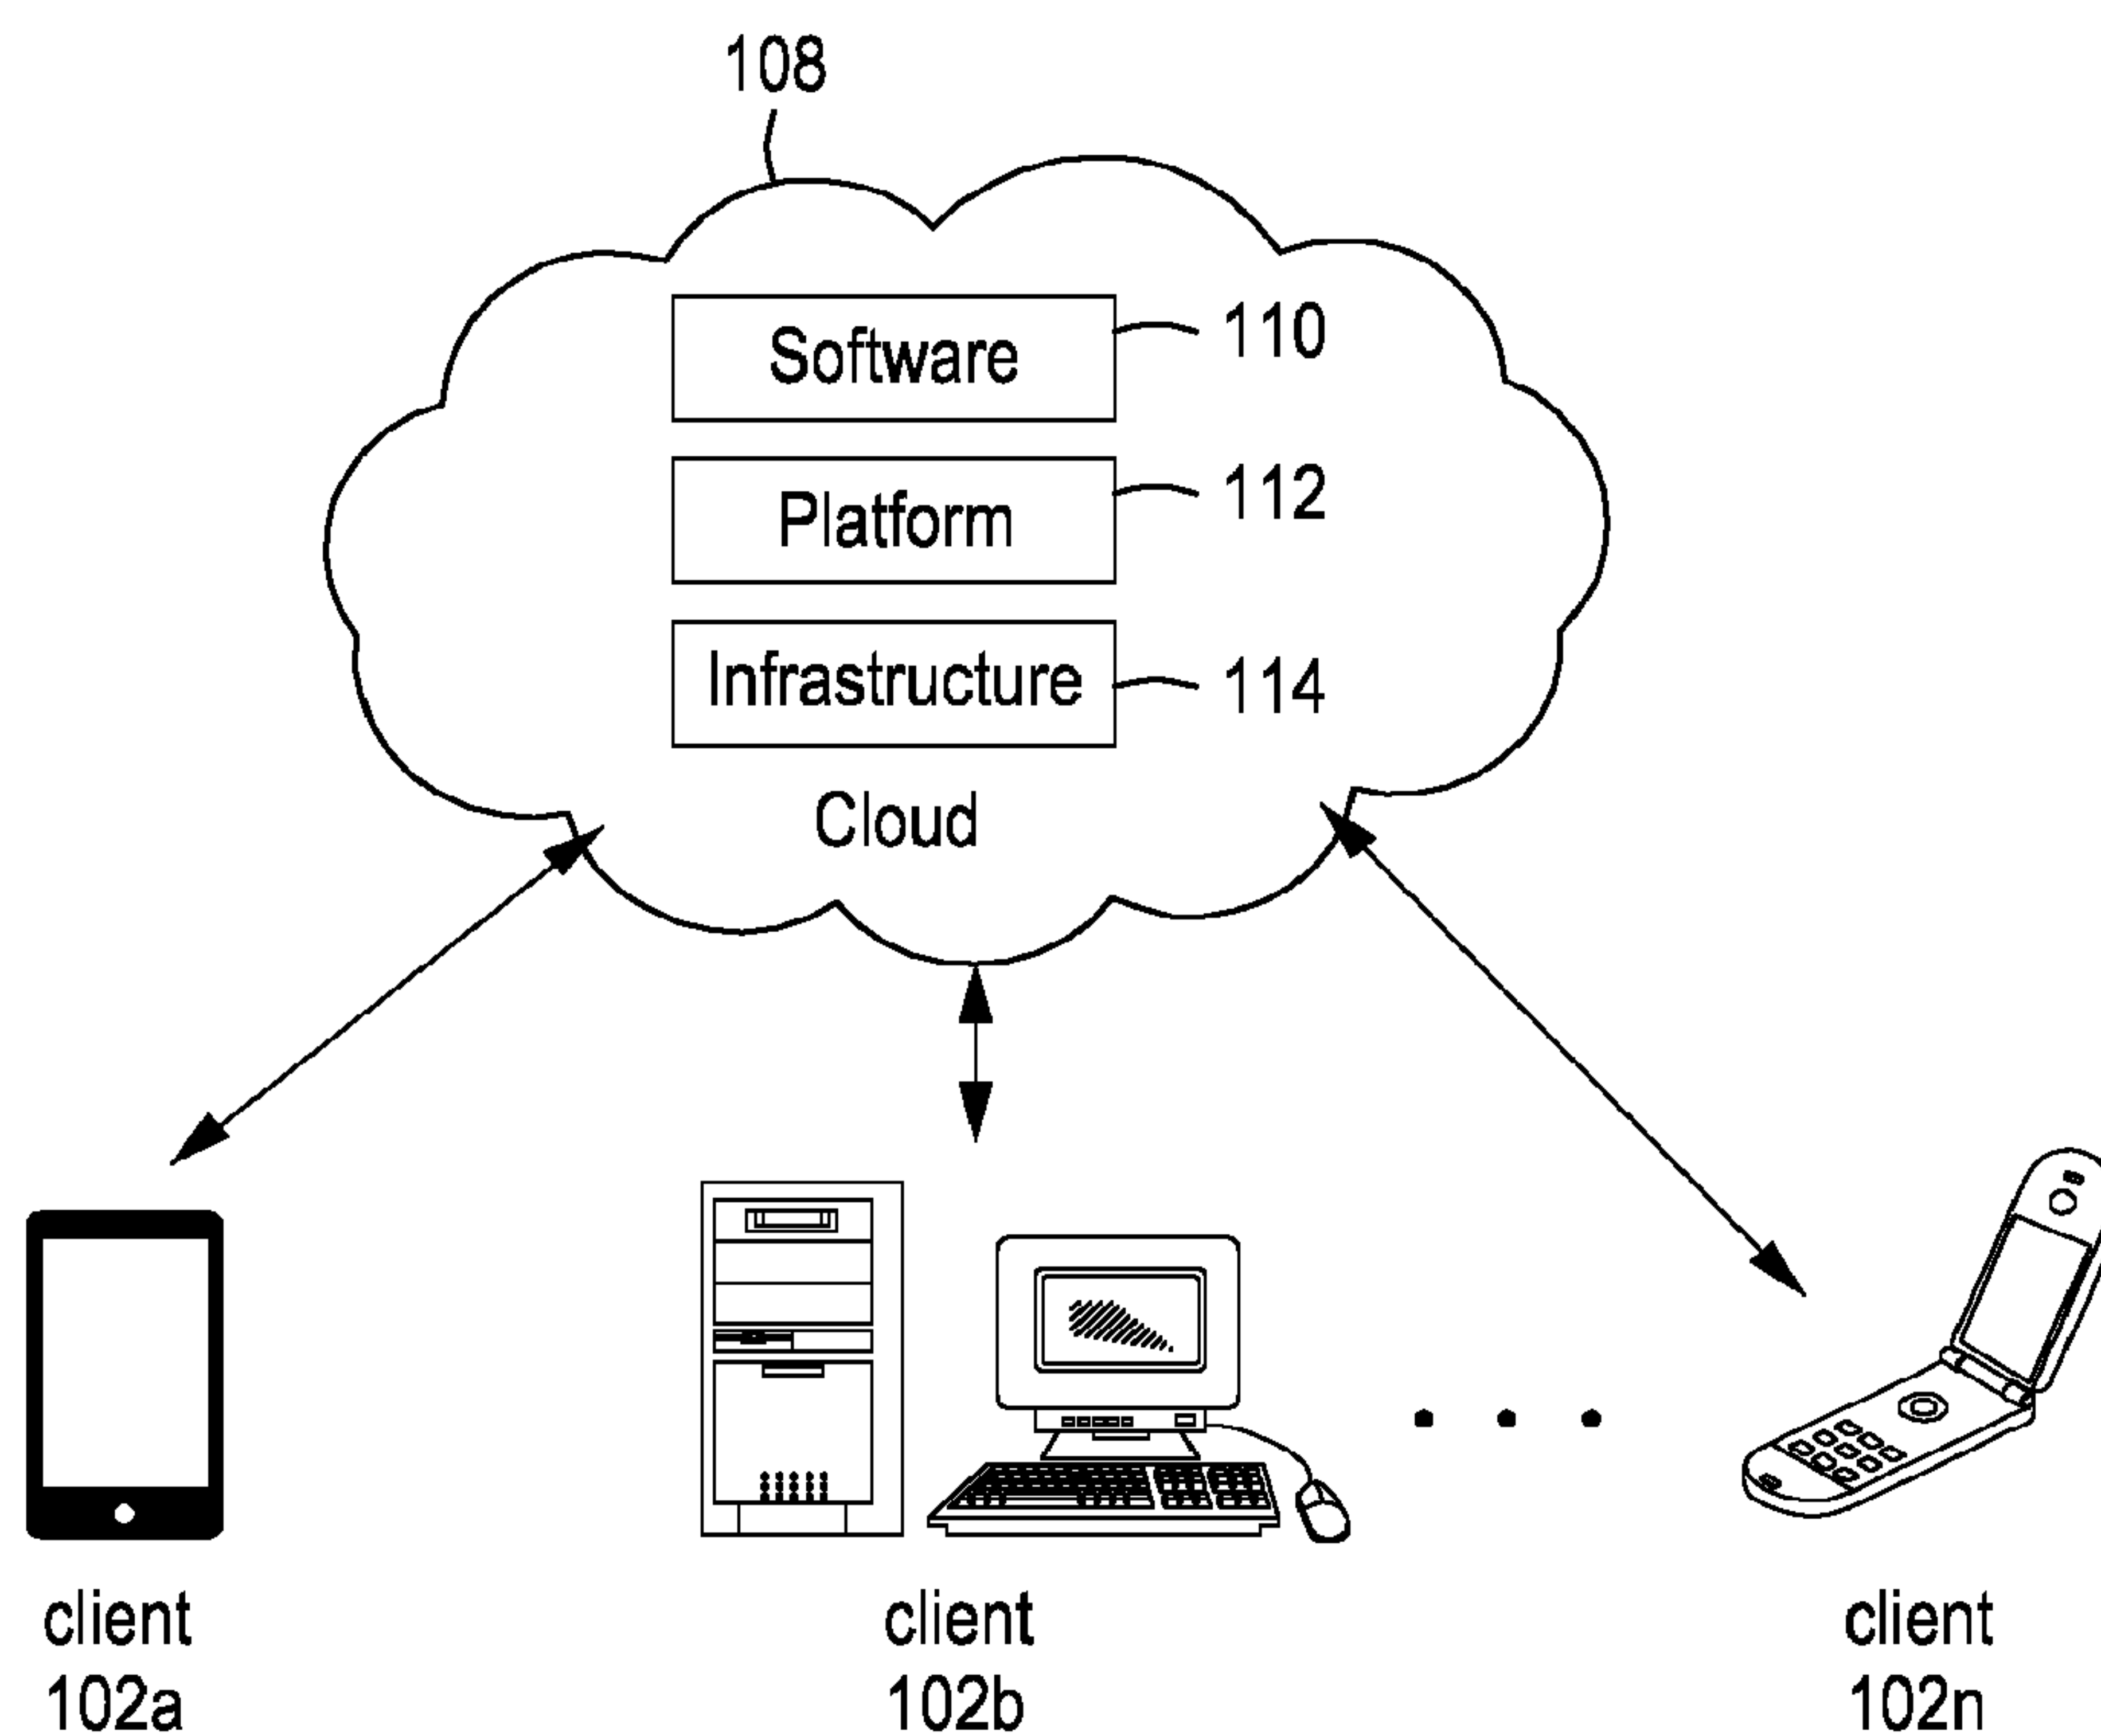 108
Software
110
Platform
112
Infrastructure
114
Cloud
client
102a
client
102b
client
102n